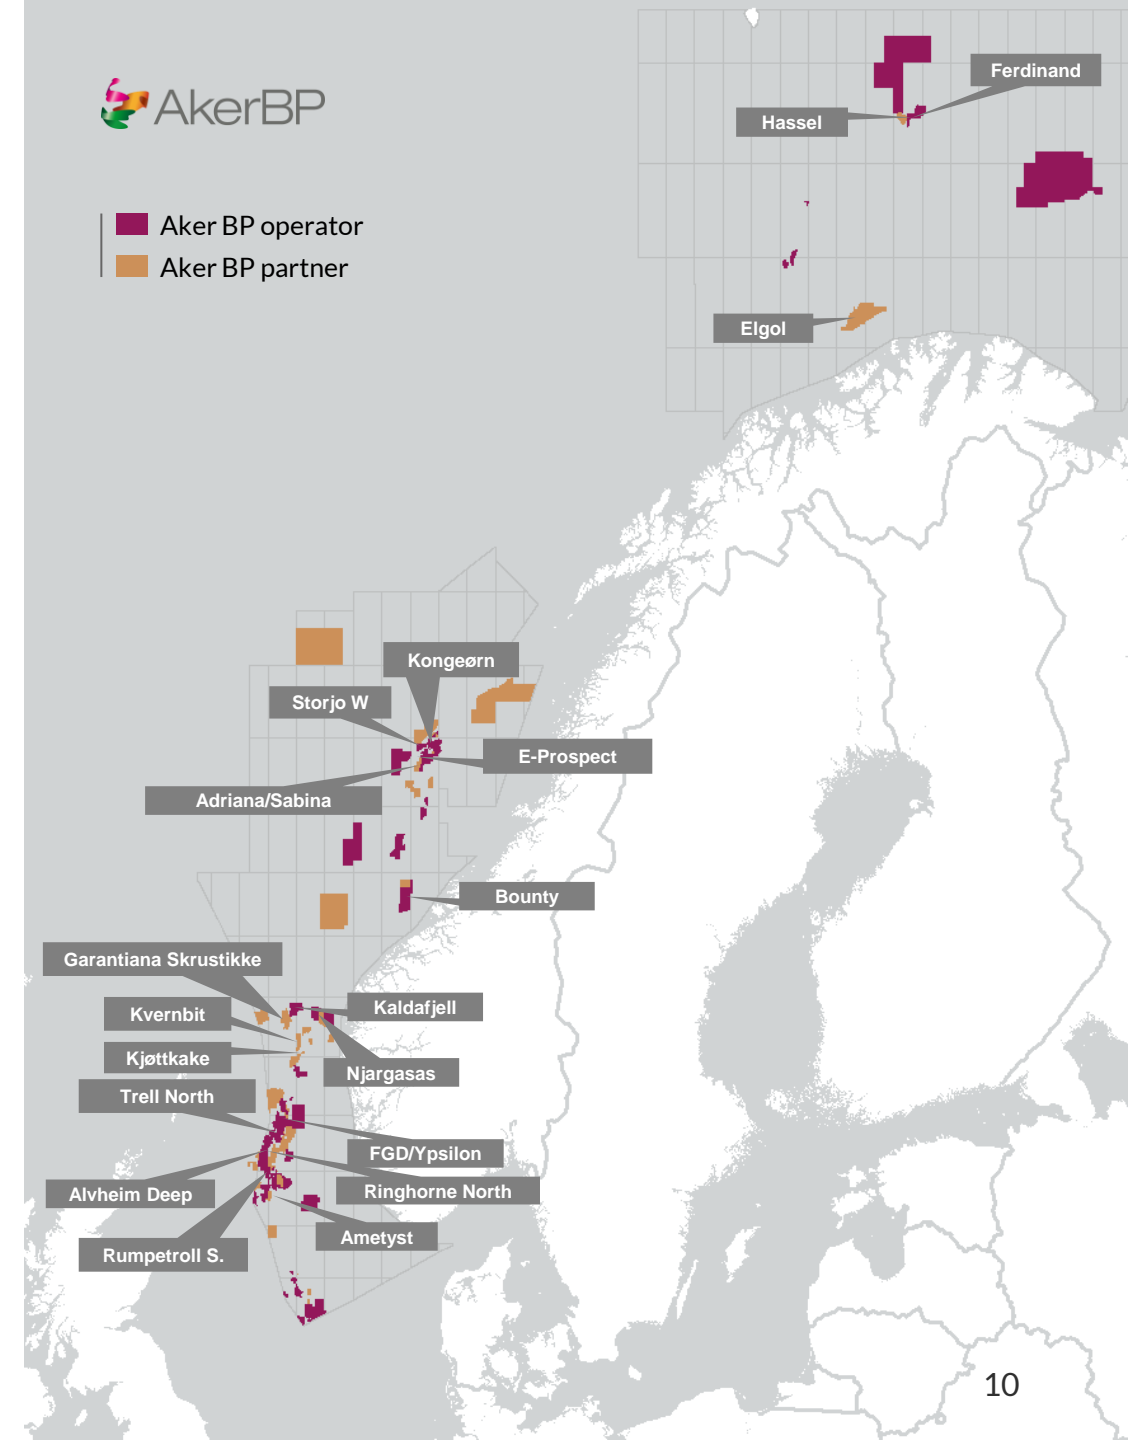 AkerBP
Aker BP operator
Aker BP partner
Ferdinand
Hassel
Elgol
Kongeørn
Storjo W
E-Prospect
Adriana/Sabina
Bounty
Garantiana Skrustikke
Kaldafjell
Kvernbit
Kjøttkake
Njargasas
Trell North
FGD/Ypsilon
Ringhorne North
Alvheim Deep
Ametyst
Rumpetroll S.
10